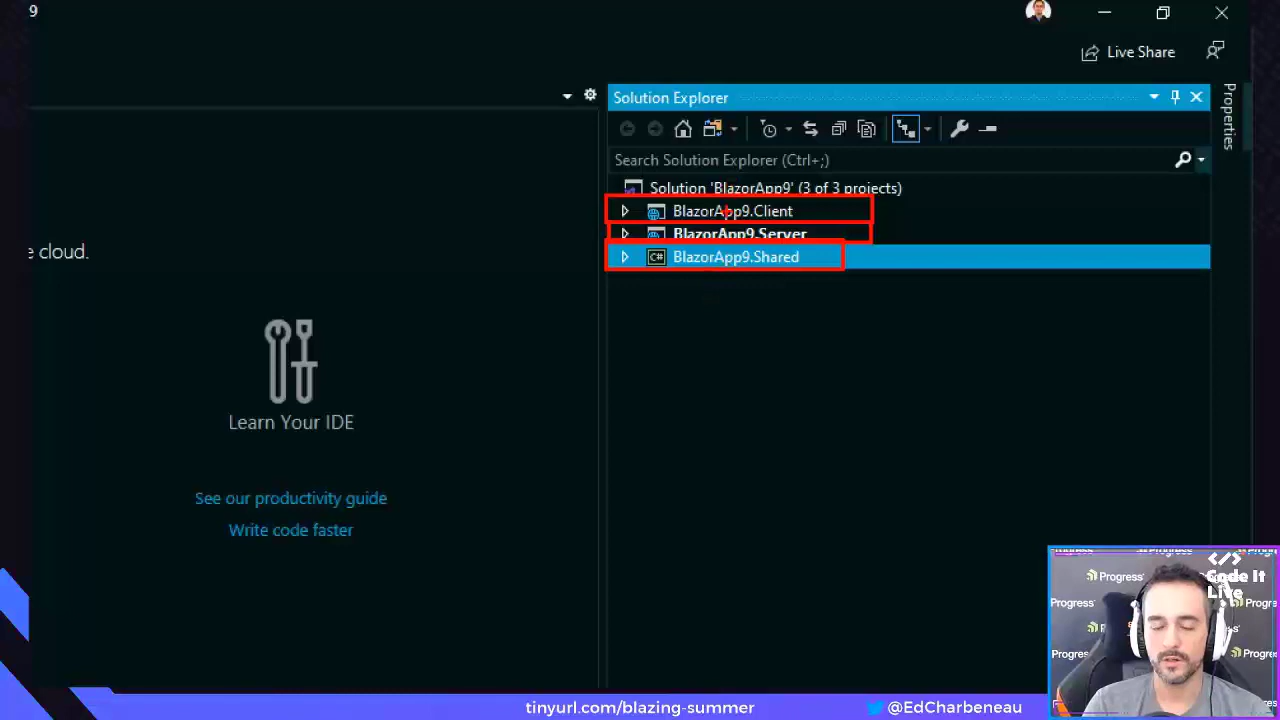 9
Live Share
Solution Explorer
Properties
Search Solution Explorer (Ctrl+;)
Solution 'BlazorApp9' (3 of 3 projects)
BlazorApp9.Client
BlazorApp9.Server
C# BlazorApp9.Shared
e cloud.
Learn Your IDE
See our productivity guide
Write code faster
Progress
Code It
Live
Progress
Progress
Progress
Progress
tinyurl.com/blazing-summer
@EdCharbeneau